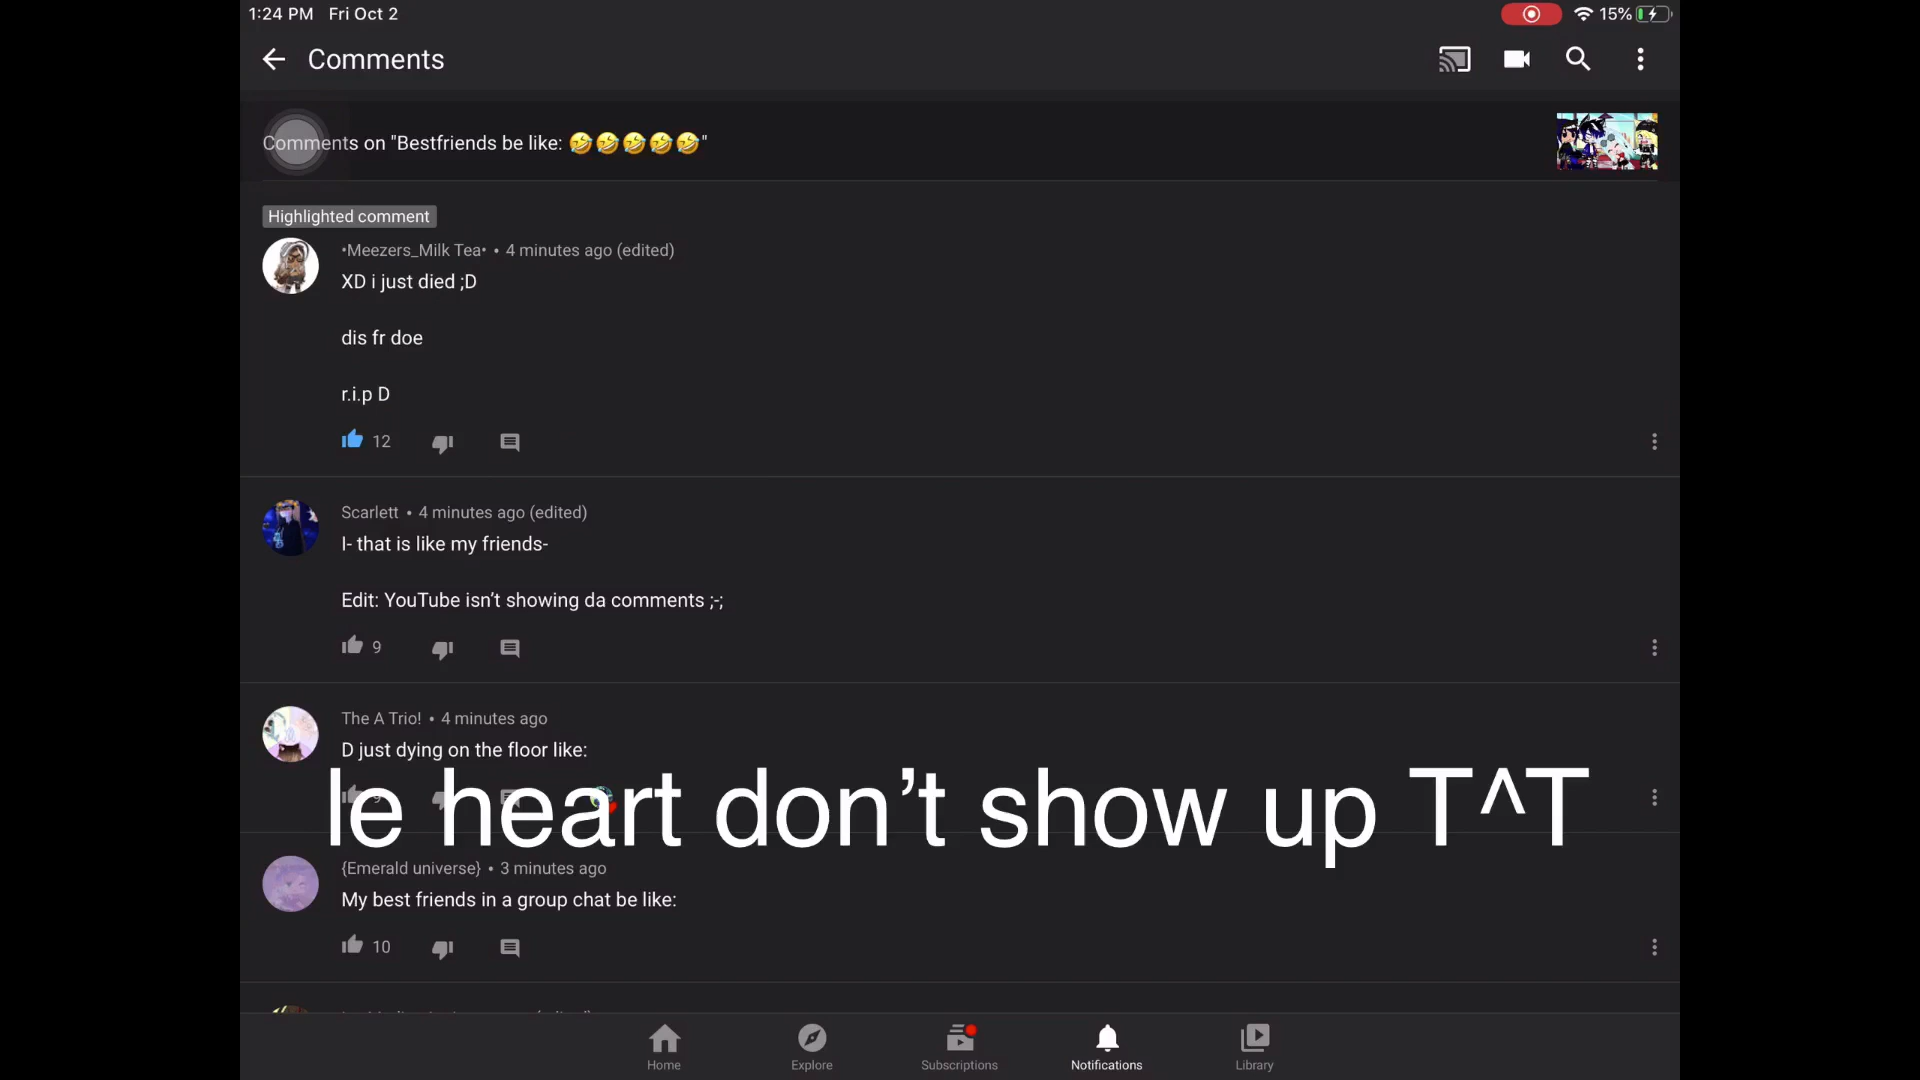 1:24 PM Fri Oct 2
15%
Comments
Comments on "Bestfriends be like: 🤣🤣🤣🤣🤣"
Highlighted comment
•Meezers_Milk Tea• • 4 minutes ago (edited)
XD i just died ;D
dis fr doe
r.i.p D
12
Scarlett • 4 minutes ago (edited)
I- that is like my friends-
Edit: YouTube isn’t showing da comments ;-;
9
The A Trio! • 4 minutes ago
D just dying on the floor like:
9
le heart don’t show up T^T
{Emerald universe} • 3 minutes ago
My best friends in a group chat be like:
10
Home
Explore
Subscriptions
Notifications
Library